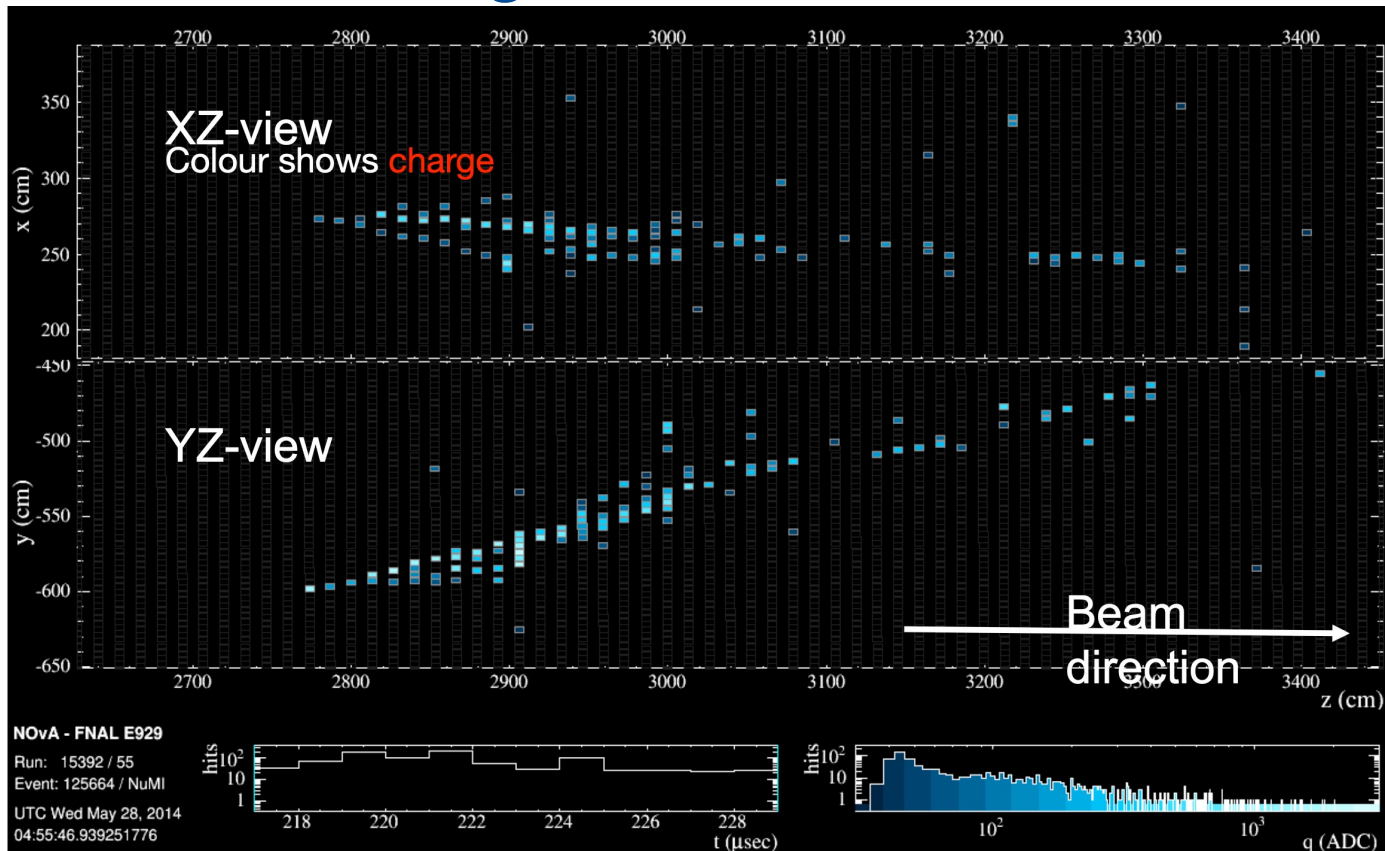 2700 2800 2900 3000 3100 3200 3300 3400
350
300
250
200
x (cm)
XZ-view
Colour shows charge
-450
-500
-550
-600
-650
y (cm)
YZ-view
Beam
direction
2700 2800 2900 3000 3100 3200 3300 3400
z (cm)
NOvA - FNAL E929
Run: 15392 / 55
Event: 125664 / NuMI
UTC Wed May 28, 2014
04:55:46.939251776
hits
10²
10
1
218 220 222 224 226 228
t (μsec)
hits
10²
10
1
10² 10³
q (ADC)